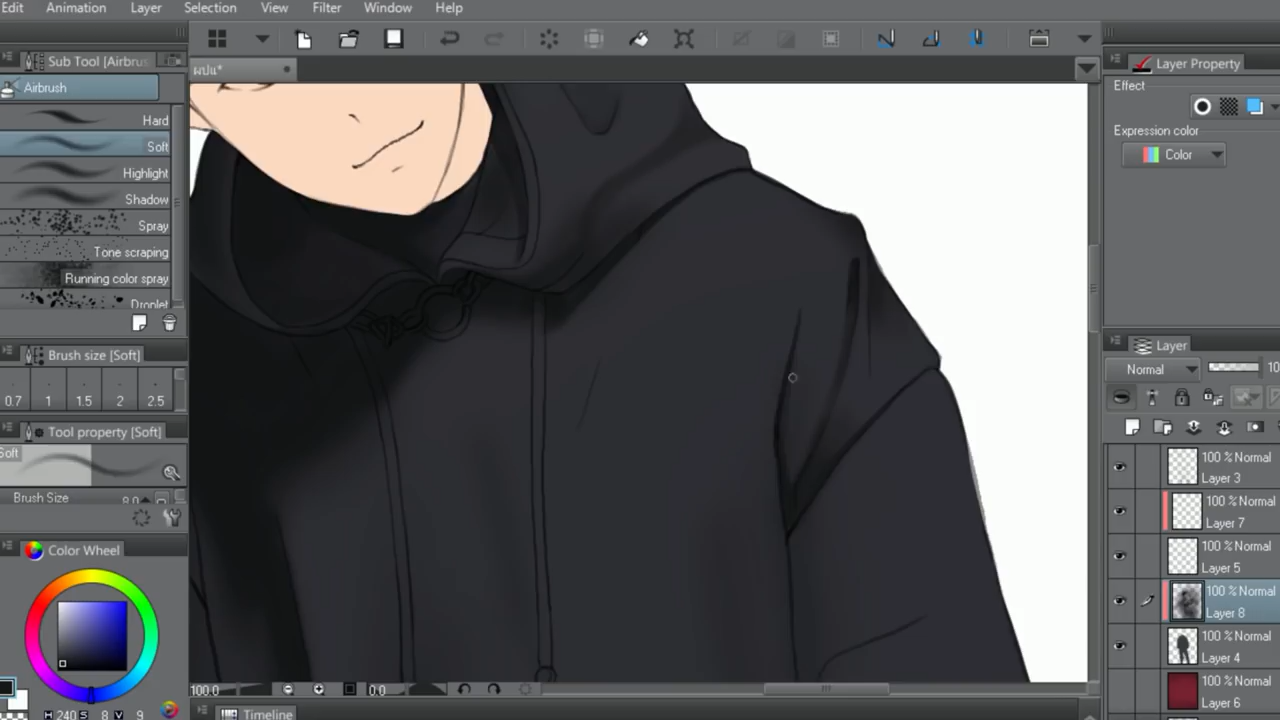 Edit Animation Layer Selection View Filter Window Help
Sub Tool [Airbrus
Airbrush
Hard
Soft
Highlight
Shadow
Spray
Tone scraping
Running color spray
Droplet
Brush size [Soft]
0.7 1 1.5 2 2.5
Tool property [Soft]
Soft
Brush Size 8.0
Color Wheel
H 240 S 8 V 9
100.0 0.0
Timeline
Layer Property
Effect
Expression color
Color
Layer
Normal 10
100 % Normal
Layer 3
100 % Normal
Layer 7
100 % Normal
Layer 5
100 % Normal
Layer 8
100 % Normal
Layer 4
100 % Normal
Layer 6